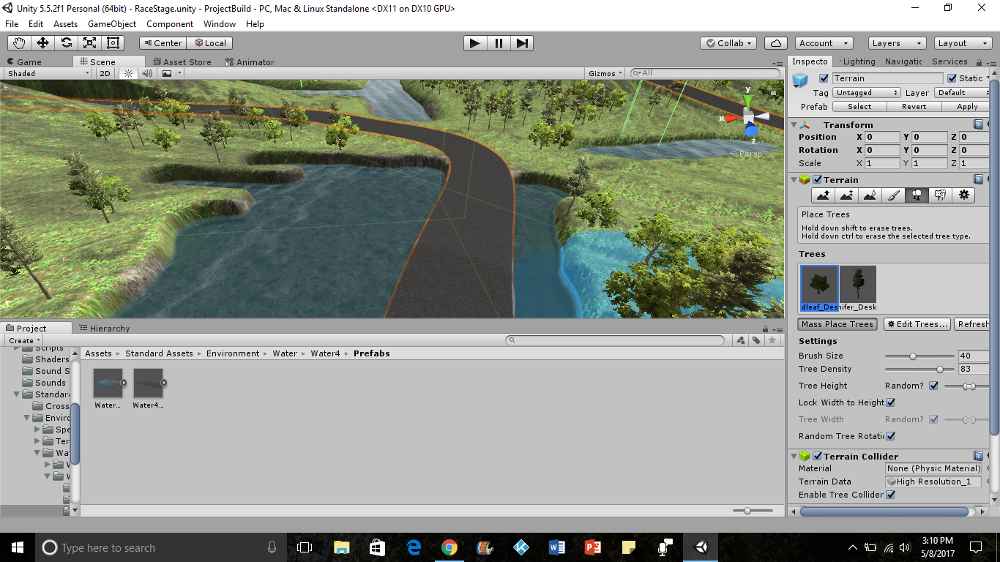 Unity 5.5.2f1 Personal (64bit) - RaceStage.unity - ProjectBuild - PC, Mac & Linux Standalone <DX11 on DX10 GPU>
File Edit Assets GameObject Component Window Help
Center Local Collab Account Layers Layout
Game Scene Asset Store Animator
Shaded 2D Gizmos All
y
x
z
Persp
Inspecto Lighting Navigatic Services
Terrain Static
Tag Untagged Layer Default
Prefab Select Revert Apply
Transform
Position X 0 Y 0 Z 0
Rotation X 0 Y 0 Z 0
Scale X 1 Y 1 Z 1
Terrain
Place Trees
Hold down shift to erase trees.
Hold down ctrl to erase the selected tree type.
Trees
dleaf_Des nifer_Desk
Mass Place Trees Edit Trees... Refresh
Settings
Brush Size 40
Tree Density 83
Tree Height Random?
Lock Width to Height
Tree Width Random?
Random Tree Rotatic
Terrain Collider
Material None (Physic Material)
Terrain Data High Resolution_1
Enable Tree Collider
Project Hierarchy
Create
Scripts
Shaders
Sound S
Sounds
Standar
Cross
Enviro
Spe
Ter
Wa
Assets Standard Assets Environment Water Water4 Prefabs
Water... Water4...
Type here to search
3:10 PM
5/8/2017